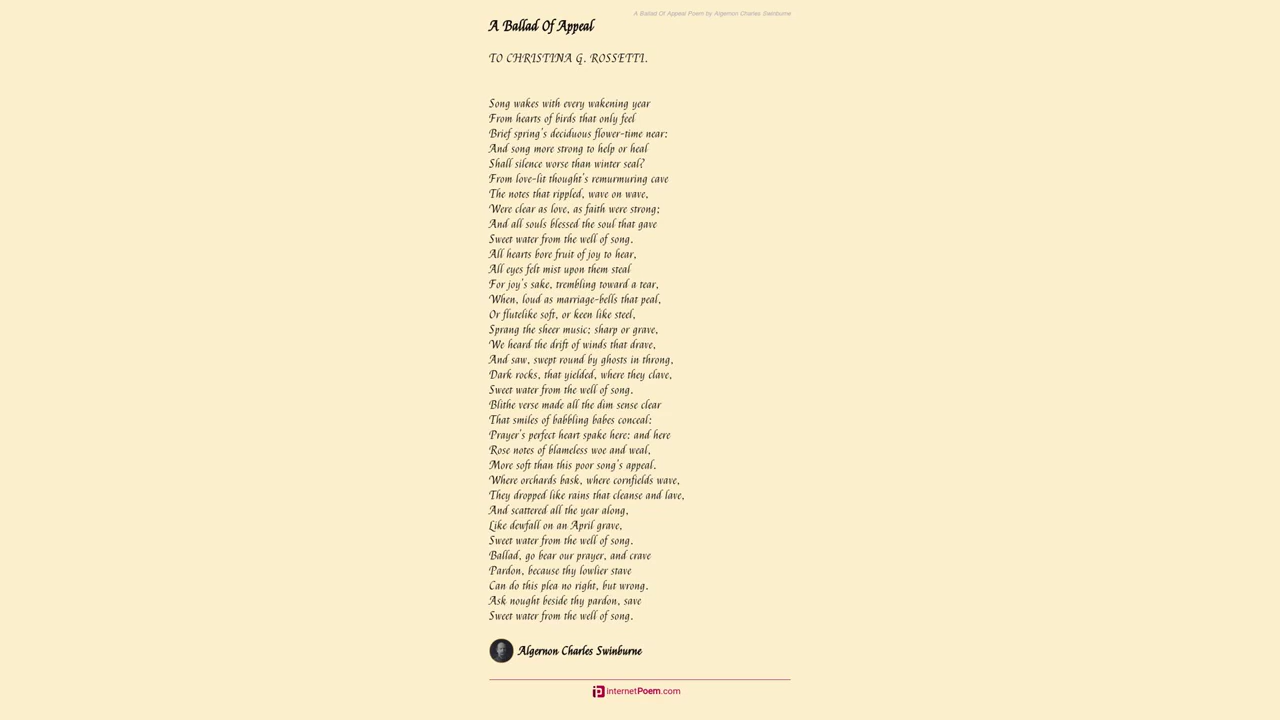 A Ballad Of Appeal Poem by Algernon Charles Swinburne
A Ballad Of Appeal
TO CHRISTINA G. ROSSETTI.
Song wakes with every wakening year
From hearts of birds that only feel
Brief spring's deciduous flower-time near:
And song more strong to help or heal
Shall silence worse than winter seal?
From love-lit thought's remurmuring cave
The notes that rippled, wave on wave,
Were clear as love, as faith were strong;
And all souls blessed the soul that gave
Sweet water from the well of song.
All hearts bore fruit of joy to hear,
All eyes felt mist upon them steal
For joy's sake, trembling toward a tear,
When, loud as marriage-bells that peal,
Or flutelike soft, or keen like steel,
Sprang the sheer music; sharp or grave,
We heard the drift of winds that drave,
And saw, swept round by ghosts in throng,
Dark rocks, that yielded, where they clave,
Sweet water from the well of song.
Blithe verse made all the dim sense clear
That smiles of babbling babes conceal:
Prayer's perfect heart spake here: and here
Rose notes of blameless woe and weal,
More soft than this poor song's appeal.
Where orchards bask, where cornfields wave,
They dropped like rains that cleanse and lave,
And scattered all the year along,
Like dewfall on an April grave,
Sweet water from the well of song.
Ballad, go bear our prayer, and crave
Pardon, because thy lowlier stave
Can do this plea no right, but wrong.
Ask nought beside thy pardon, save
Sweet water from the well of song.
Algernon Charles Swinburne
internetPoem.com